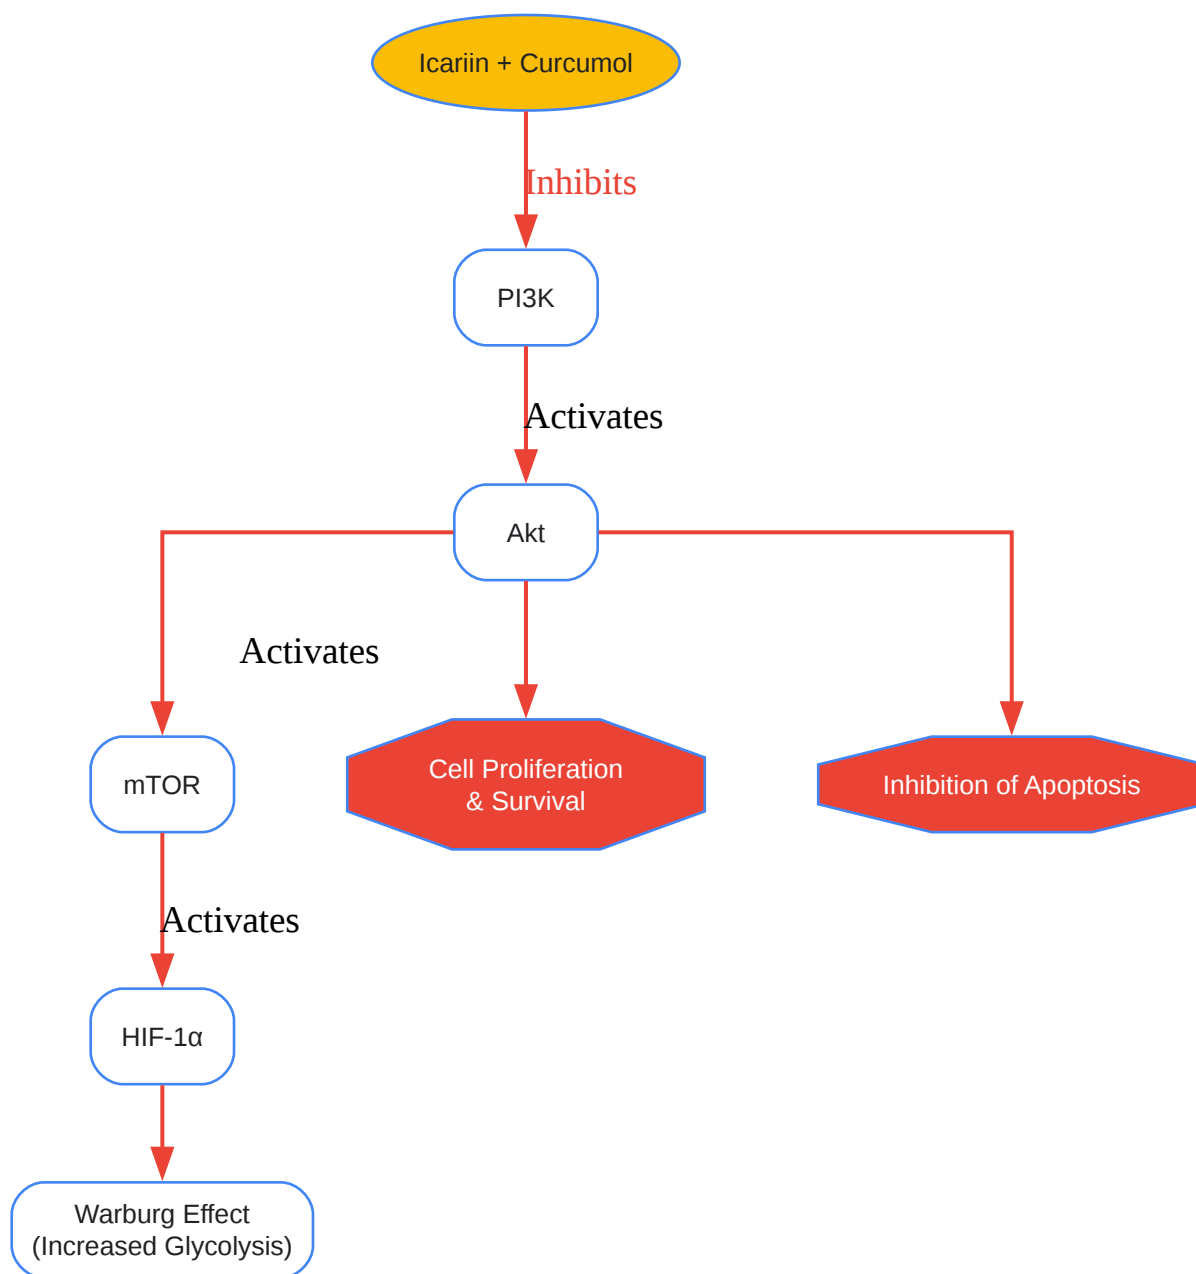 Icariin + Curcumol
Inhibits
PI3K
Activates
Akt
Activates
mTOR
Cell Proliferation
& Survival
Inhibition of Apoptosis
Activates
HIF-1α
Warburg Effect
(Increased Glycolysis)